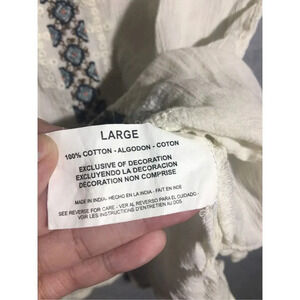 LARGE
100% COTTON - ALGODON - COTON
EXCLUSIVE OF DECORATION
EXCLUYENDO LA DECORACION
DECORATION NON COMPRISE
MADE IN INDIA - HECHO EN LA INDIA - FAIT EN INDE
SEE REVERSE FOR CARE - VER AL REVERSO PARA EL CUIDADO -
VOIR LES INSTRUCTIONS D'ENTRETIEN AU DOS